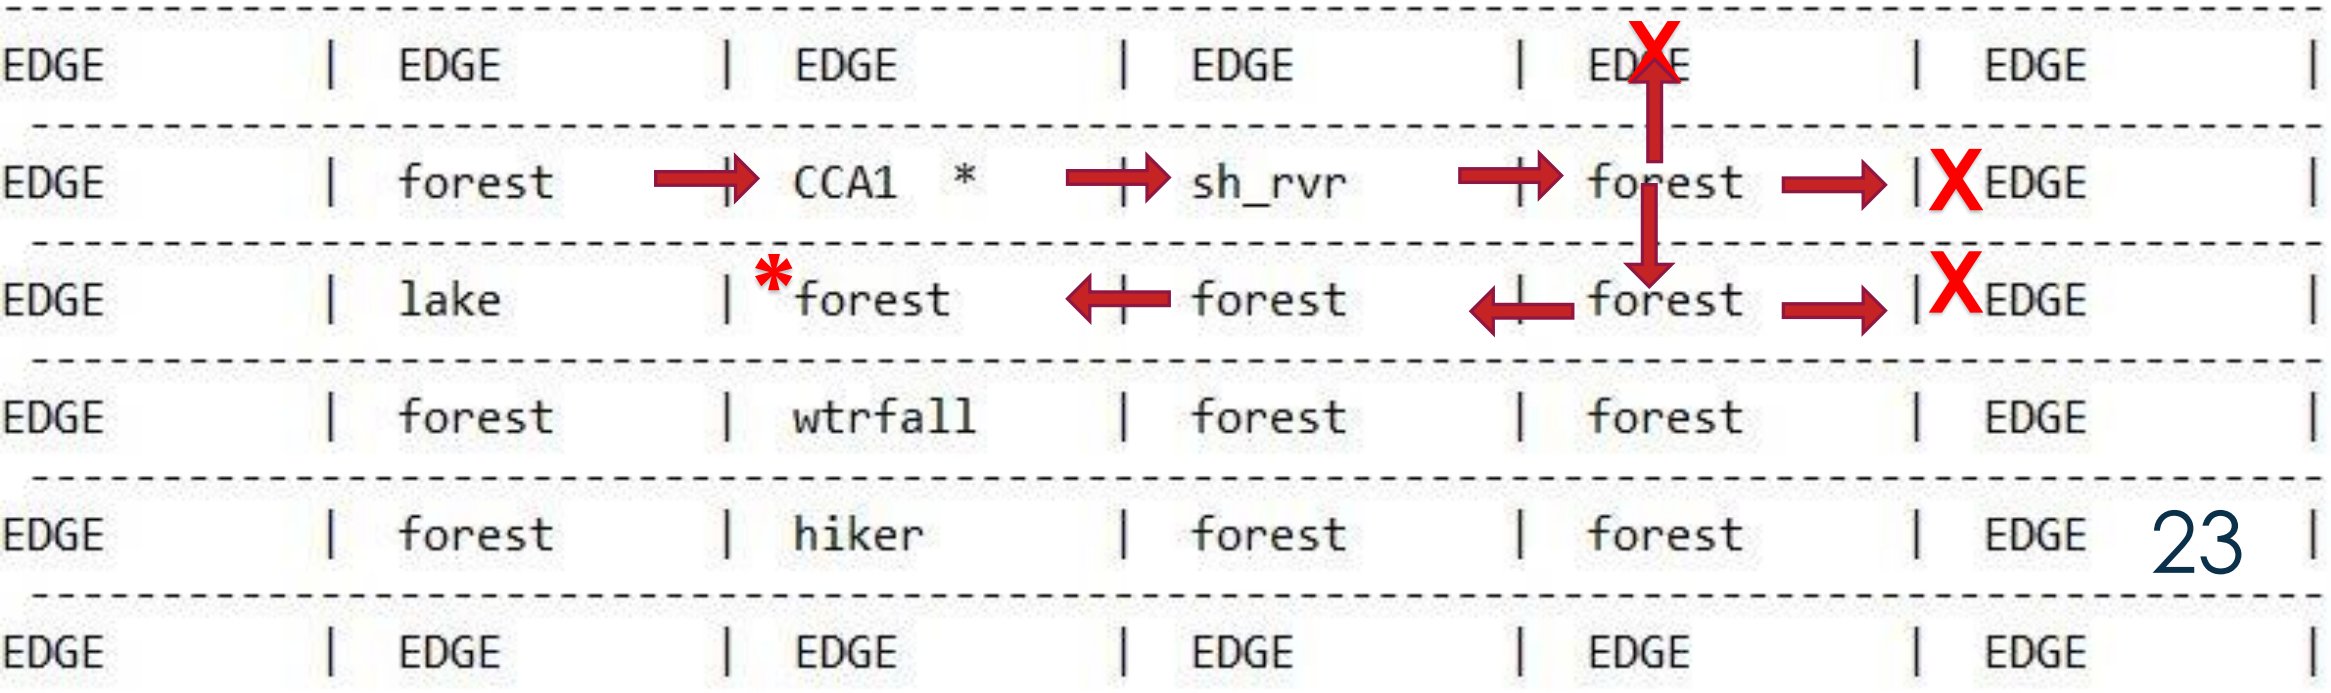 EDGE | EDGE | EDGE | EDGE | EDGE | EDGE |
EDGE | forest | CCA1 * | sh_rvr | forest | X EDGE |
EDGE | lake | * forest | forest | forest | X EDGE |
EDGE | forest | wtrfall | forest | forest | EDGE |
EDGE | forest | hiker | forest | forest | EDGE 23 |
EDGE | EDGE | EDGE | EDGE | EDGE | EDGE |